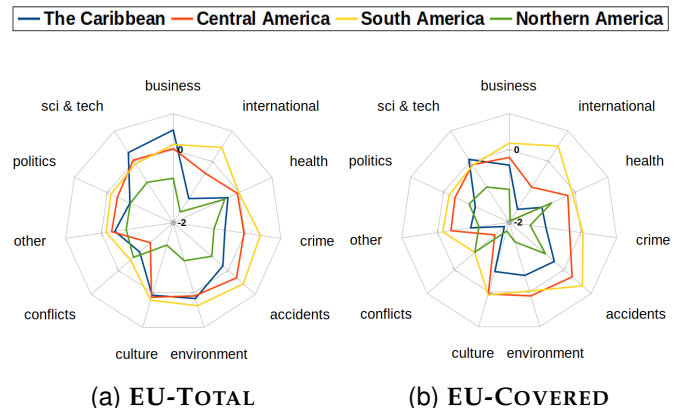 The Caribbean Central America South America Northern America
business
sci & tech international
politics health
0
-2
other crime
conflicts accidents
culture environment
(a) EU-TOTAL
business
sci & tech international
politics health
0
-2
other crime
conflicts accidents
culture environment
(b) EU-COVERED